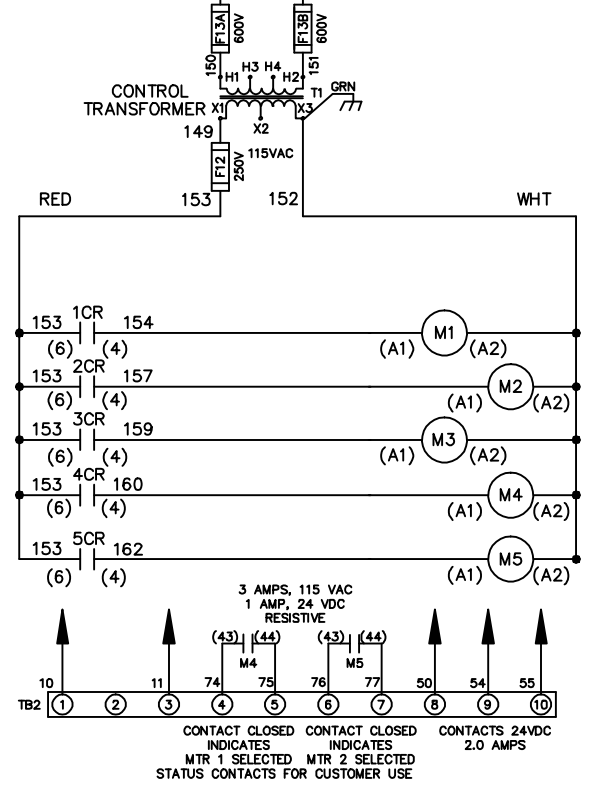 F13A 600V F13B 600V
150 H1 H3 H4 H2 151
CONTROL TRANSFORMER
T1 GRN
X1 X2 X3
149
115VAC
F12 250V
RED 153 152 WHT
1CR
153 154 M1
(6) (4) (A1) (A2)
2CR
153 157 M2
(6) (4) (A1) (A2)
3CR
153 159 M3
(6) (4) (A1) (A2)
4CR
153 160 M4
(6) (4) (A1) (A2)
5CR
153 162 M5
(6) (4) (A1) (A2)
3 AMPS, 115 VAC
1 AMP, 24 VDC
RESISTIVE
(43) (44) (43) (44)
M4 M5
10 11 74 75 76 77 50 54 55
TB2 1 2 3 4 5 6 7 8 9 10
CONTACT CLOSED
INDICATES
MTR 1 SELECTED
CONTACT CLOSED
INDICATES
MTR 2 SELECTED
CONTACTS 24VDC
2.0 AMPS
STATUS CONTACTS FOR CUSTOMER USE